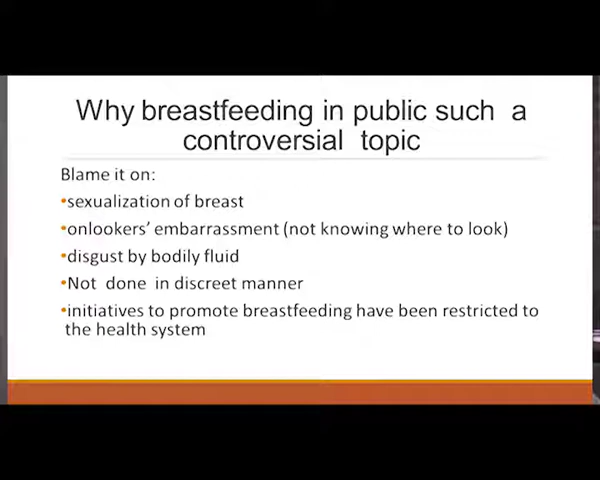 Why breastfeeding in public such a
controversial topic
Blame it on:
•sexualization of breast
•onlookers' embarrassment (not knowing where to look)
•disgust by bodily fluid
•Not done in discreet manner
•initiatives to promote breastfeeding have been restricted to
the health system